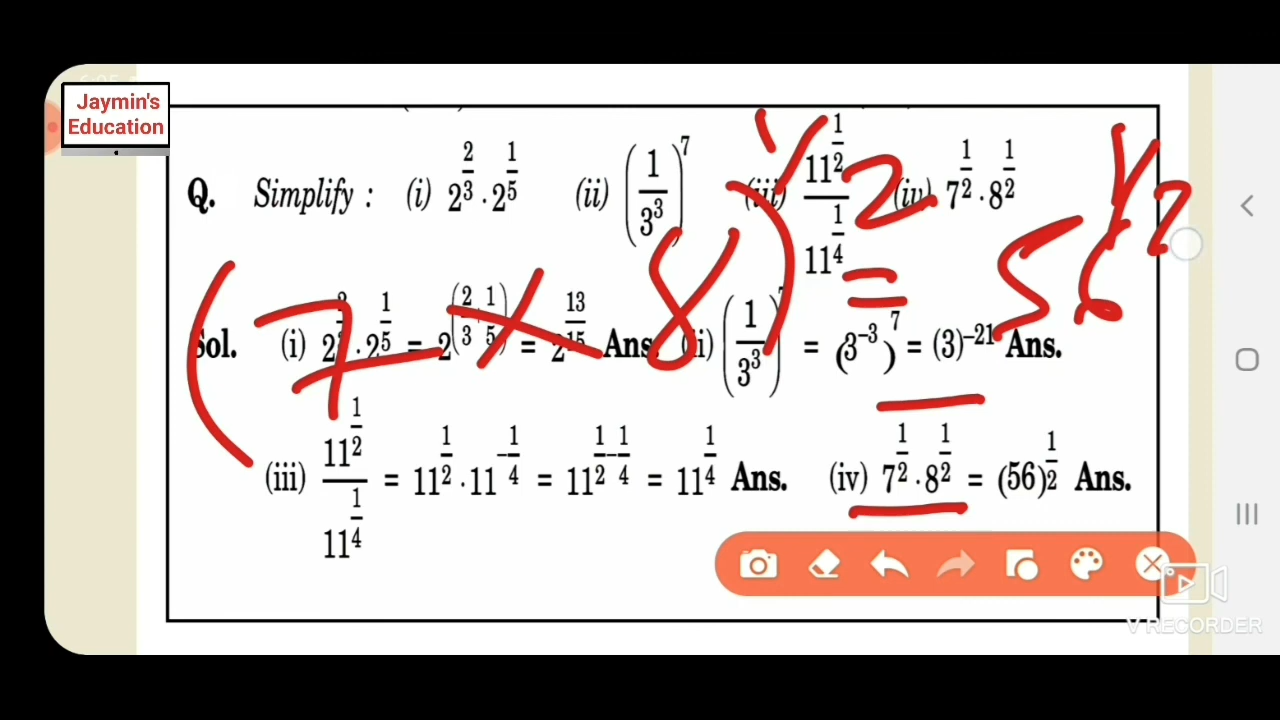 Jaymin's
Education
Q. Simplify : (i) 2^(2/3) · 2^(1/5) (ii) (1/3^3)^7 (iii) 11^(1/2)/11^(1/4) (iv) 7^(1/2) · 8^(1/2)
Sol. (i) 2^(2/3) · 2^(1/5) = 2^(2/3 + 1/5) = 2^(13/15) Ans. (ii) (1/3^3)^7 = (3^-3)^7 = (3)^-21 Ans.
(iii) 11^(1/2)/11^(1/4) = 11^(1/2) · 11^(-1/4) = 11^(1/2 - 1/4) = 11^(1/4) Ans. (iv) 7^(1/2) · 8^(1/2) = (56)^(1/2) Ans.
(7 × 8)^1/2 = 56^1/2
V RECORDER